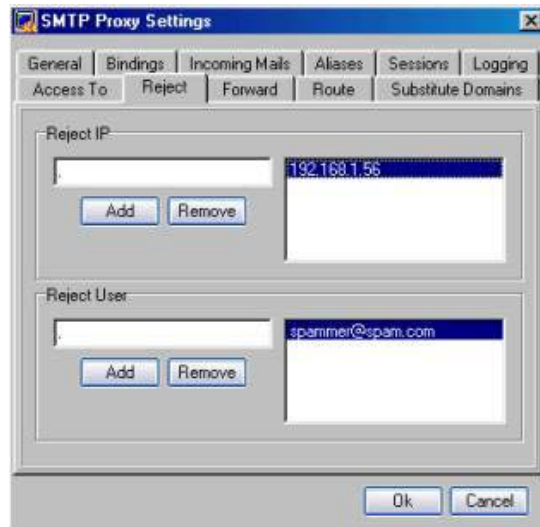 SMTP Proxy Settings
General Bindings Incoming Mails Aliases Sessions Logging
Access To Reject Forward Route Substitute Domains
Reject IP
. 192.168.1.56
Add Remove
Reject User
. spammer@spam.com
Add Remove
Ok Cancel